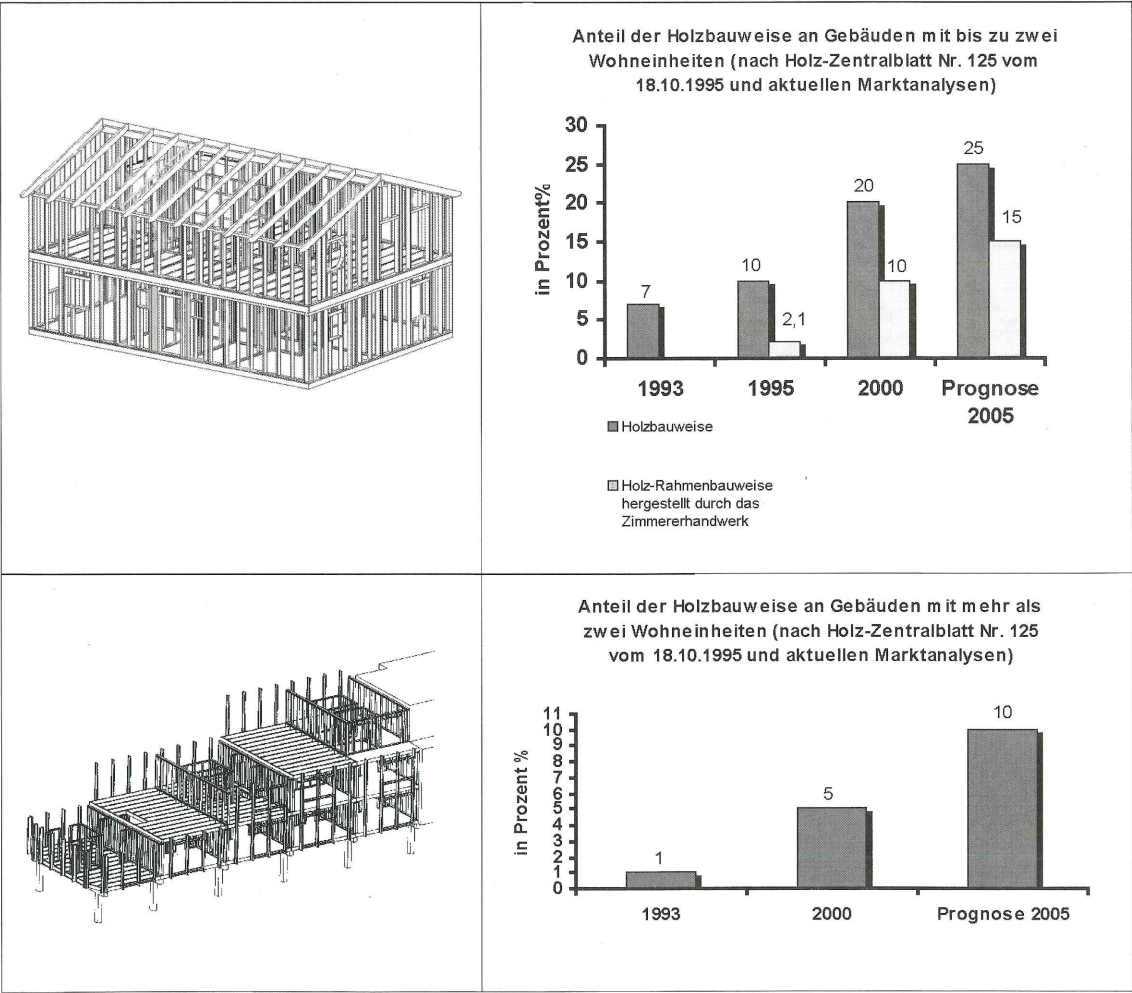 Anteil der Holzbauweise an Gebäuden mit bis zu zwei
Wohneinheiten (nach Holz-Zentralblatt Nr. 125 vom
18.10.1995 und aktuellen Marktanalysen)
in Prozent%
30
25
20
15
10
5
0
7
10
2,1
20
10
25
15
1993
1995
2000
Prognose
2005
Holzbauweise
Holz-Rahmenbauweise
hergestellt durch das
Zimmererhandwerk
Anteil der Holzbauweise an Gebäuden mit mehr als
zwei Wohneinheiten (nach Holz-Zentralblatt Nr. 125
vom 18.10.1995 und aktuellen Marktanalysen)
in Prozent %
11
10
9
8
7
6
5
4
3
2
1
0
1
5
10
1993
2000
Prognose 2005